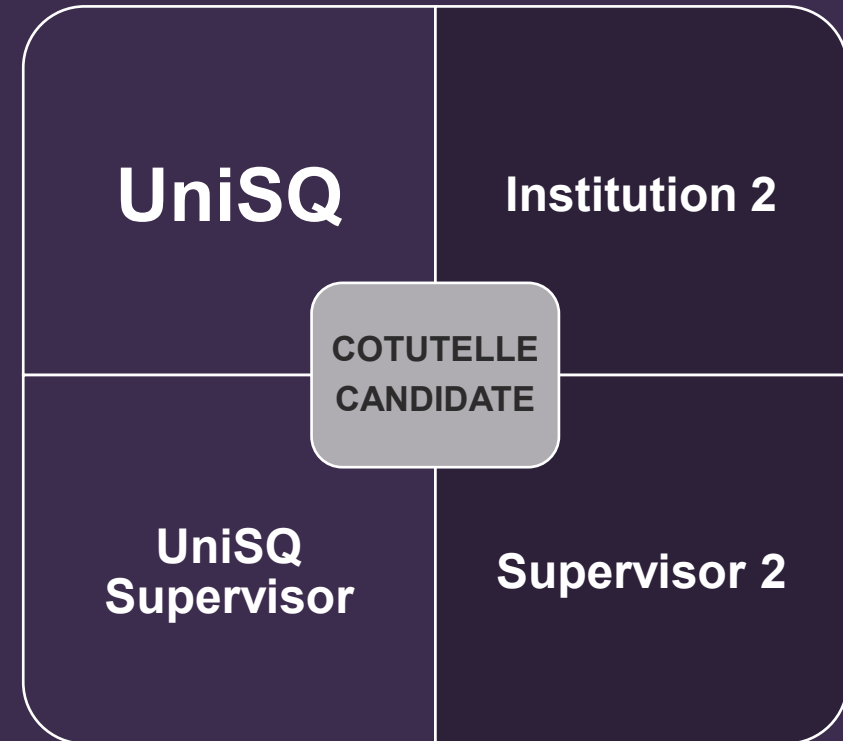 UniSQ
Institution 2
COTUTELLE
CANDIDATE
UniSQ
Supervisor
Supervisor 2